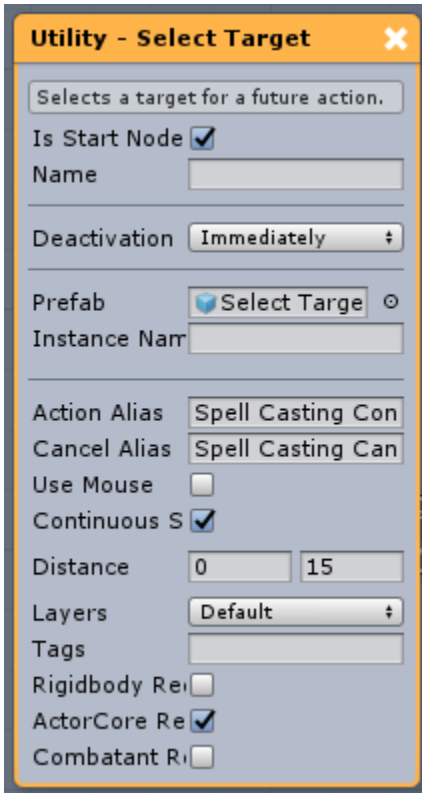 Utility - Select Target
Selects a target for a future action.
Is Start Node
Name
Deactivation Immediately
Prefab Select Targe
Instance Nam
Action Alias Spell Casting Con
Cancel Alias Spell Casting Can
Use Mouse
Continuous S
Distance 0 15
Layers Default
Tags
Rigidbody Re
ActorCore Re
Combatant R